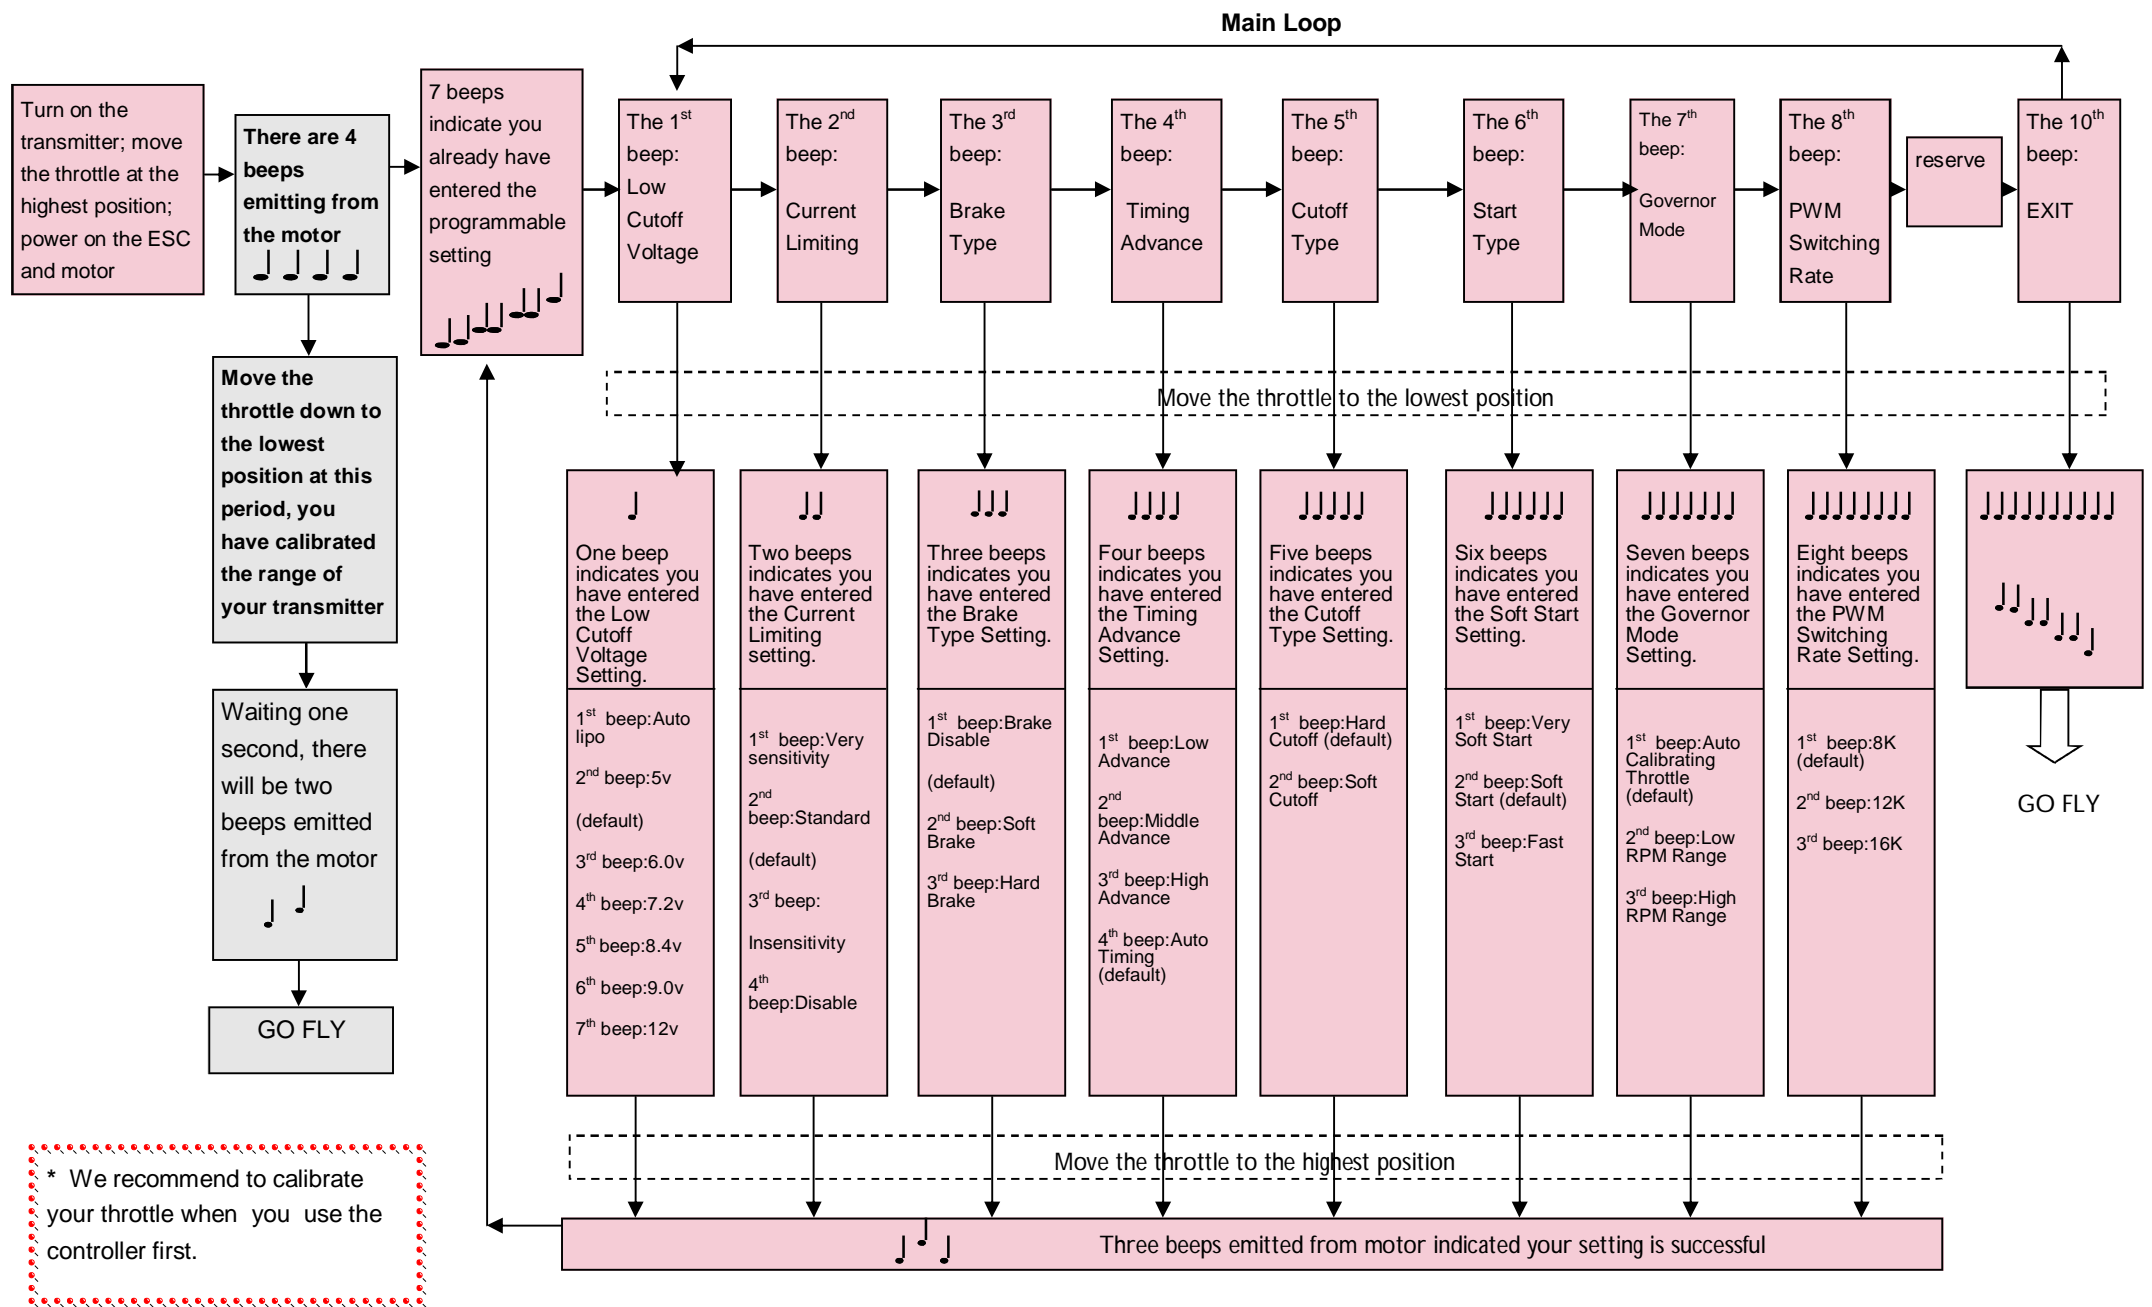 Main Loop
Turn on the
transmitter; move
the throttle at the
highest position;
power on the ESC
and motor
There are 4
beeps
emitting from
the motor
7 beeps
indicate you
already have
entered the
programmable
setting
The 1st
beep:
Low
Cutoff
Voltage
The 2nd
beep:
Current
Limiting
The 3rd
beep:
Brake
Type
The 4th
beep:
Timing
Advance
The 5th
beep:
Cutoff
Type
The 6th
beep:
Start
Type
The 7th
beep:
Governor
Mode
The 8th
beep:
PWM
Switching
Rate
reserve
The 10th
beep:
EXIT
Move the
throttle down to
the lowest
position at this
period, you
have calibrated
the range of
your transmitter
Waiting one
second, there
will be two
beeps emitted
from the motor
GO FLY
Move the throttle to the lowest position
One beep
indicates you
have entered
the Low
Cutoff
Voltage
Setting.
1st beep:Auto
lipo
2nd beep:5v
(default)
3rd beep:6.0v
4th beep:7.2v
5th beep:8.4v
6th beep:9.0v
7th beep:12v
Two beeps
indicates you
have entered
the Current
Limiting
setting.
1st beep:Very
sensitivity
2nd
beep:Standard
(default)
3rd beep:
Insensitivity
4th
beep:Disable
Three beeps
indicates you
have entered
the Brake
Type Setting.
1st beep:Brake
Disable
(default)
2nd beep:Soft
Brake
3rd beep:Hard
Brake
Four beeps
indicates you
have entered
the Timing
Advance
Setting.
1st beep:Low
Advance
2nd
beep:Middle
Advance
3rd beep:High
Advance
4th beep:Auto
Timing
(default)
Five beeps
indicates you
have entered
the Cutoff
Type Setting.
1st beep:Hard
Cutoff (default)
2nd beep:Soft
Cutoff
Six beeps
indicates you
have entered
the Soft Start
Setting.
1st beep:Very
Soft Start
2nd beep:Soft
Start (default)
3rd beep:Fast
Start
Seven beeps
indicates you
have entered
the Governor
Mode
Setting.
1st beep:Auto
Calibrating
Throttle
(default)
2nd beep:Low
RPM Range
3rd beep:High
RPM Range
Eight beeps
indicates you
have entered
the PWM
Switching
Rate Setting.
1st beep:8K
(default)
2nd beep:12K
3rd beep:16K
GO FLY
Move the throttle to the highest position
Three beeps emitted from motor indicated your setting is successful
* We recommend to calibrate
your throttle when you use the
controller first.